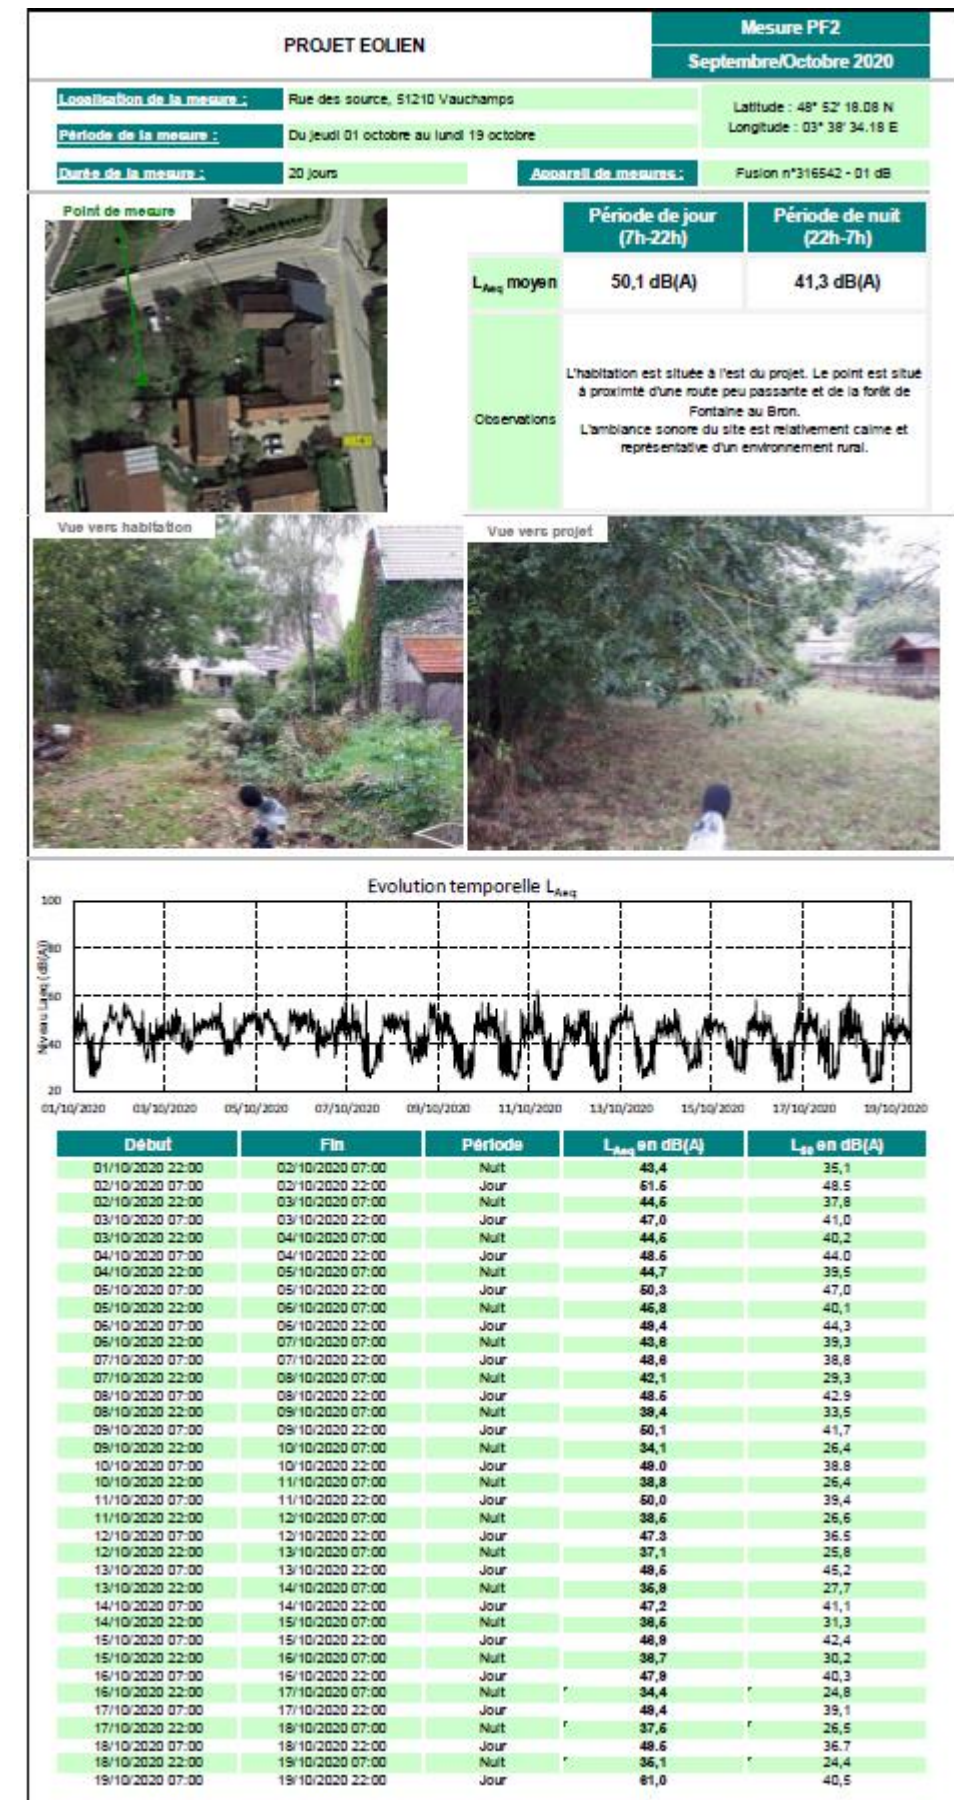 PROJET EOLIEN
Mesure PF2
Septembre/Octobre 2020
Localisation de la mesure :
Rue des source, 51210 Vauchamps
Latitude : 48° 52' 18.08 N
Longitude : 03° 38' 34.18 E
Période de la mesure :
Du jeudi 01 octobre au lundi 19 octobre
Durée de la mesure :
20 jours
Appareil de mesures :
Fusion n°316542 - 01 dB
Point de mesure
Période de jour
(7h-22h)
Période de nuit
(22h-7h)
LAeq moyen
50,1 dB(A)
41,3 dB(A)
Observations
L'habitation est située à l'est du projet. Le point est situé
à proximté d'une route peu passante et de la forêt de
Fontaine au Bron.
L'ambiance sonore du site est relativement calme et
représentative d'un environnement rural.
Vue vers habitation
Vue vers projet
Evolution temporelle LAeq
Niveau Laeq (dB(A))
100
80
60
40
20
01/10/2020 03/10/2020 05/10/2020 07/10/2020 09/10/2020 11/10/2020 13/10/2020 15/10/2020 17/10/2020 19/10/2020
Début Fin Période LAeq en dB(A) L50 en dB(A)
01/10/2020 22:00 02/10/2020 07:00 Nuit 43,4 35,1
02/10/2020 07:00 02/10/2020 22:00 Jour 51.5 48.5
02/10/2020 22:00 03/10/2020 07:00 Nuit 44,5 37,8
03/10/2020 07:00 03/10/2020 22:00 Jour 47,0 41,0
03/10/2020 22:00 04/10/2020 07:00 Nuit 44,5 40,2
04/10/2020 07:00 04/10/2020 22:00 Jour 48.5 44.0
04/10/2020 22:00 05/10/2020 07:00 Nuit 44,7 39,5
05/10/2020 07:00 05/10/2020 22:00 Jour 50,3 47,0
05/10/2020 22:00 06/10/2020 07:00 Nuit 45,8 40,1
06/10/2020 07:00 06/10/2020 22:00 Jour 49,4 44,3
06/10/2020 22:00 07/10/2020 07:00 Nuit 43,6 39,3
07/10/2020 07:00 07/10/2020 22:00 Jour 48,6 38,8
07/10/2020 22:00 08/10/2020 07:00 Nuit 42,1 29,3
08/10/2020 07:00 08/10/2020 22:00 Jour 48.5 42.9
08/10/2020 22:00 09/10/2020 07:00 Nuit 39,4 33,5
09/10/2020 07:00 09/10/2020 22:00 Jour 50,1 41,7
09/10/2020 22:00 10/10/2020 07:00 Nuit 34,1 26,4
10/10/2020 07:00 10/10/2020 22:00 Jour 49.0 38.8
10/10/2020 22:00 11/10/2020 07:00 Nuit 38,8 26,4
11/10/2020 07:00 11/10/2020 22:00 Jour 50,0 39,4
11/10/2020 22:00 12/10/2020 07:00 Nuit 38,5 26,6
12/10/2020 07:00 12/10/2020 22:00 Jour 47.3 36.5
12/10/2020 22:00 13/10/2020 07:00 Nuit 37,1 25,8
13/10/2020 07:00 13/10/2020 22:00 Jour 49,5 45,2
13/10/2020 22:00 14/10/2020 07:00 Nuit 35,9 27,7
14/10/2020 07:00 14/10/2020 22:00 Jour 47,2 41,1
14/10/2020 22:00 15/10/2020 07:00 Nuit 36,5 31,3
15/10/2020 07:00 15/10/2020 22:00 Jour 46,9 42,4
15/10/2020 22:00 16/10/2020 07:00 Nuit 36,7 30,2
16/10/2020 07:00 16/10/2020 22:00 Jour 47,9 40,3
16/10/2020 22:00 17/10/2020 07:00 Nuit 34,4 24,8
17/10/2020 07:00 17/10/2020 22:00 Jour 49,4 39,1
17/10/2020 22:00 18/10/2020 07:00 Nuit 37,5 26,5
18/10/2020 07:00 18/10/2020 22:00 Jour 48.5 36.7
18/10/2020 22:00 19/10/2020 07:00 Nuit 35,1 24,4
19/10/2020 07:00 19/10/2020 22:00 Jour 61,0 40,5